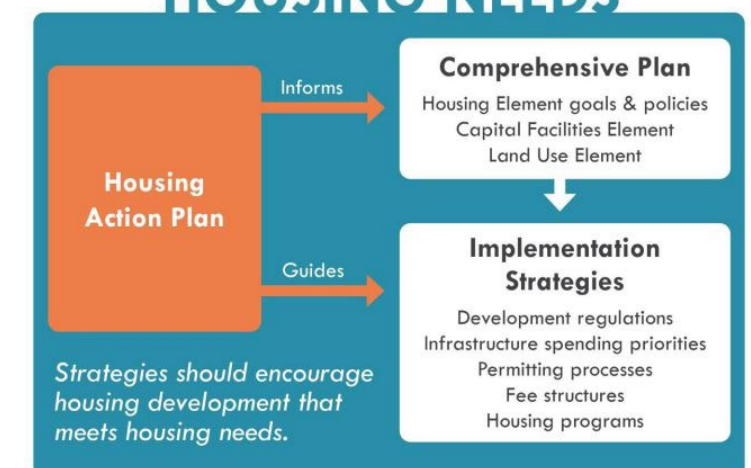 HOUSING NEEDS
Housing
Action Plan
Informs
Comprehensive Plan
Housing Element goals & policies
Capital Facilities Element
Land Use Element
Guides
Implementation
Strategies
Development regulations
Infrastructure spending priorities
Permitting processes
Fee structures
Housing programs
Strategies should encourage
housing development that
meets housing needs.